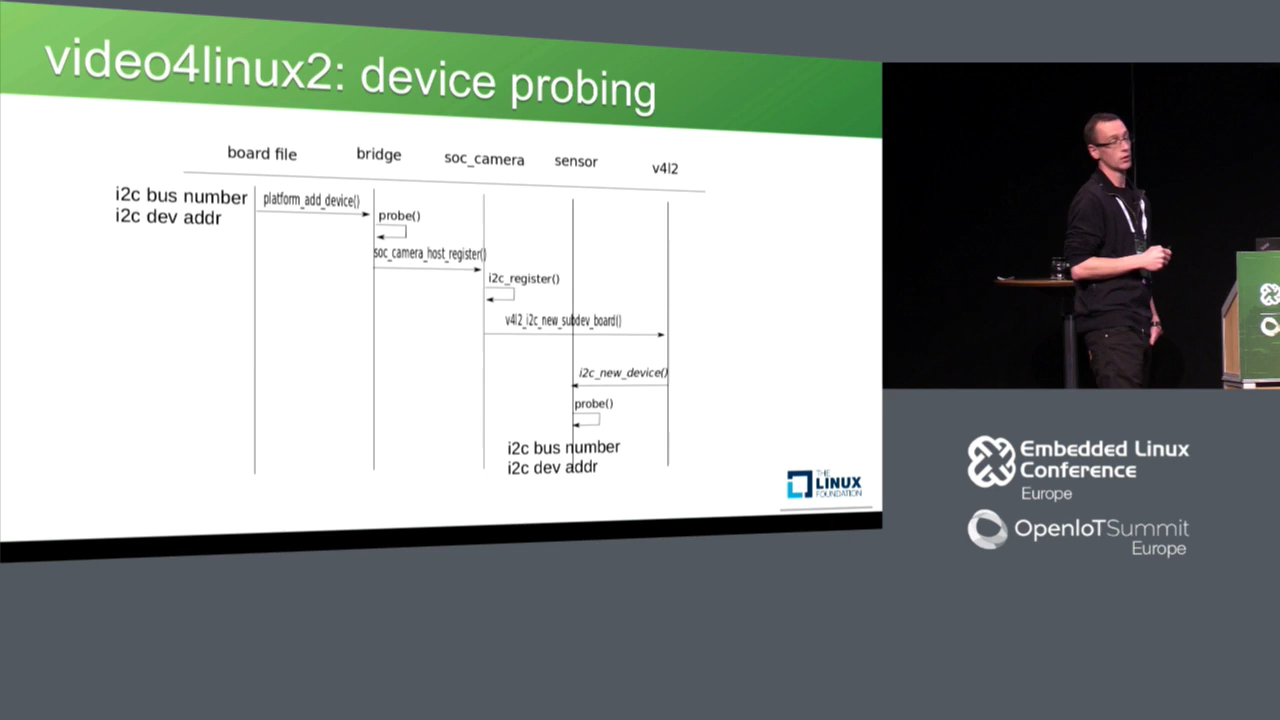 video4linux2: device probing
board file
bridge
soc_camera
sensor
v4l2
i2c bus number
i2c dev addr
platform_add_device()
probe()
soc_camera_host_register()
i2c_register()
v4l2_i2c_new_subdev_board()
i2c_new_device()
probe()
i2c bus number
i2c dev addr
THE
LINUX
FOUNDATION
Embedded Linux
Conference
Europe
OpenIoTSummit
Europe